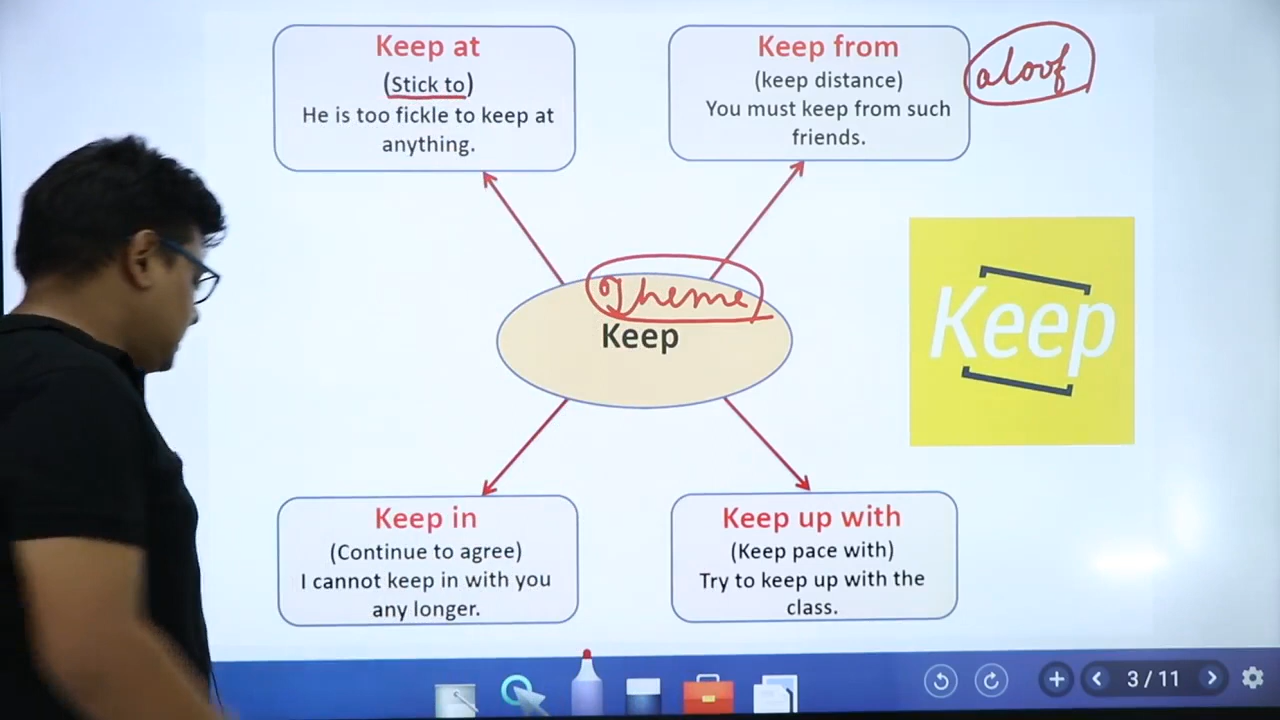 Keep at
(Stick to)
He is too fickle to keep at
anything.
Keep from
(keep distance)
You must keep from such
friends.
aloof
Theme
Keep
Keep
Keep in
(Continue to agree)
I cannot keep in with you
any longer.
Keep up with
(Keep pace with)
Try to keep up with the
class.
3 / 11